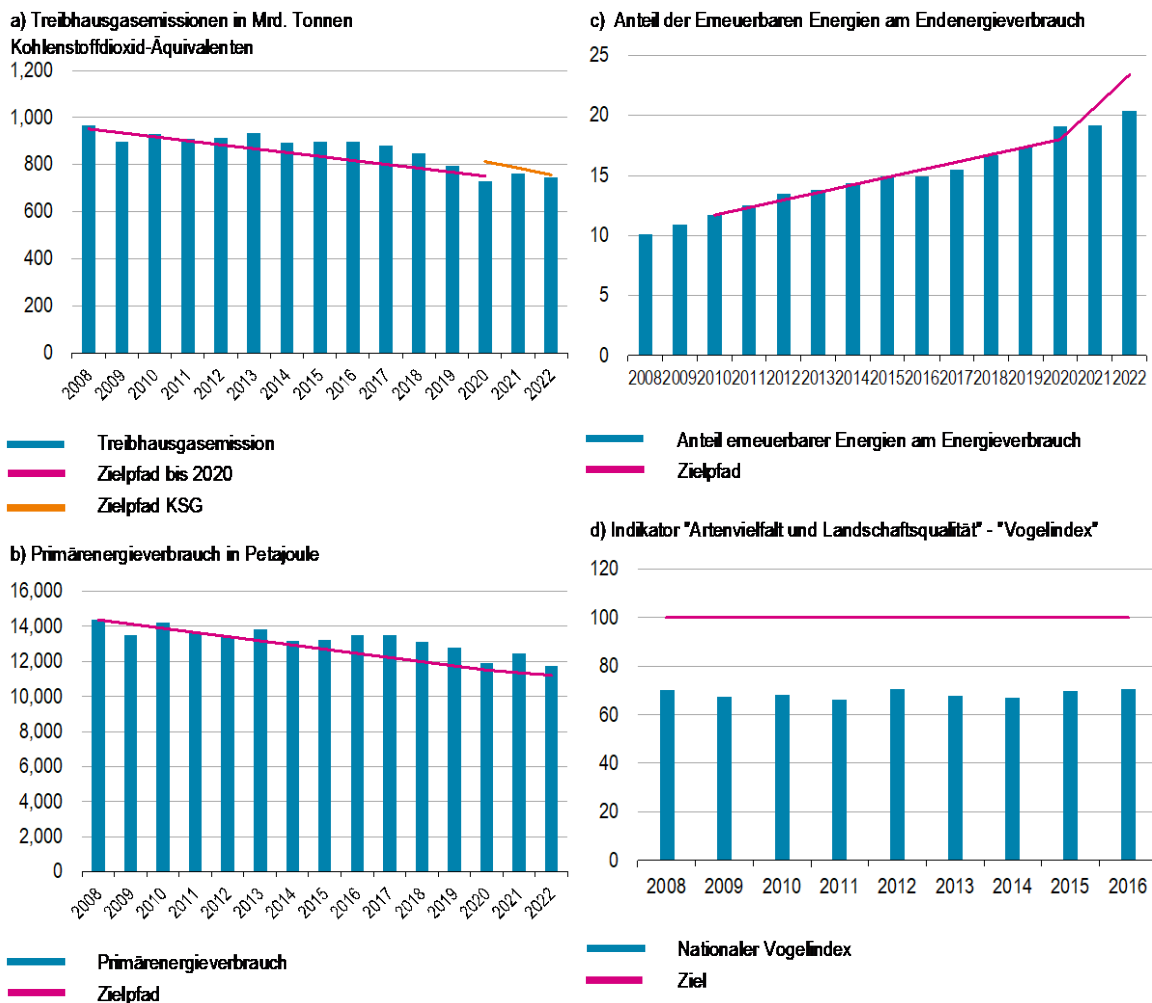 a) Treibhausgasemissionen in Mrd. Tonnen
Kohlenstoffdioxid-Äquivalenten
1,200
1,000
800
600
400
200
0
2008 2009 2010 2011 2012 2013 2014 2015 2016 2017 2018 2019 2020 2021 2022
Treibhausgasemission
Zielpfad bis 2020
Zielpfad KSG
b) Primärenergieverbrauch in Petajoule
16,000
14,000
12,000
10,000
8,000
6,000
4,000
2,000
0
2008 2009 2010 2011 2012 2013 2014 2015 2016 2017 2018 2019 2020 2021 2022
Primärenergieverbrauch
Zielpfad
c) Anteil der Erneuerbaren Energien am Endenergieverbrauch
25
20
15
10
5
0
2008 2009 2010 2011 2012 2013 2014 2015 2016 2017 2018 2019 2020 2021 2022
Anteil erneuerbarer Energien am Energieverbrauch
Zielpfad
d) Indikator "Artenvielfalt und Landschaftsqualität" - "Vogelindex"
120
100
80
60
40
20
0
2008 2009 2010 2011 2012 2013 2014 2015 2016
Nationaler Vogelindex
Ziel